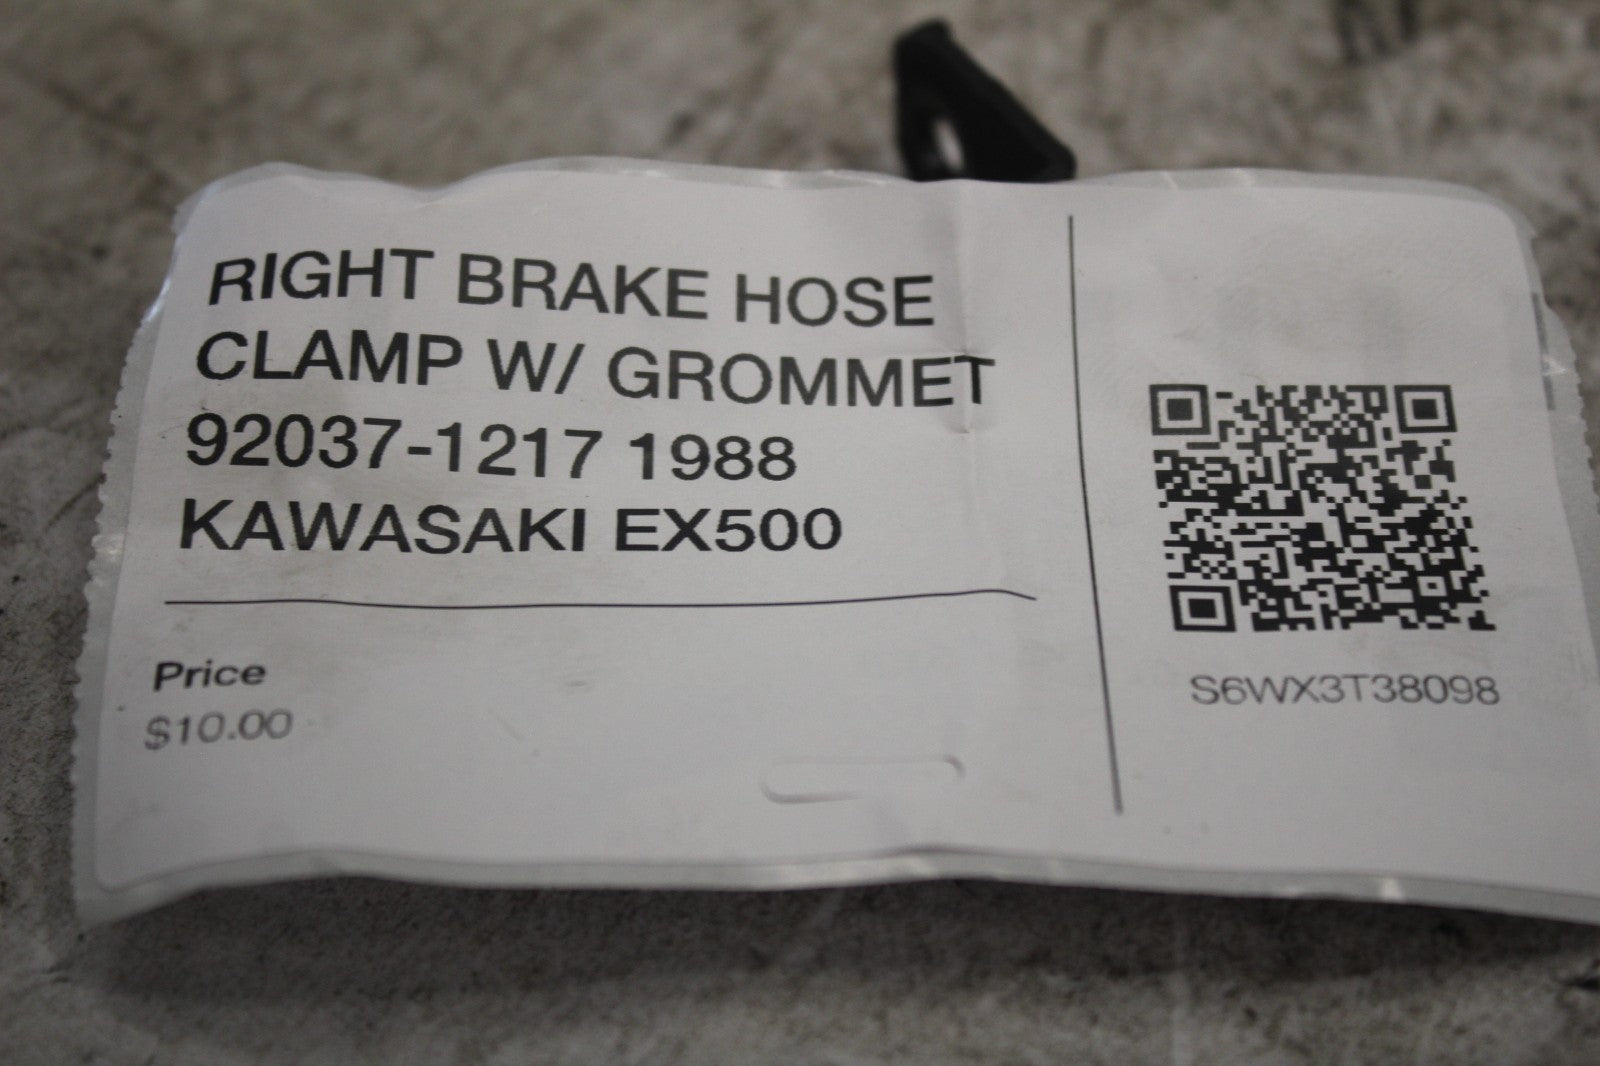 RIGHT BRAKE HOSE
CLAMP W/ GROMMET
92037-1217 1988
KAWASAKI EX500
Price
$10.00
S6WX3T38098